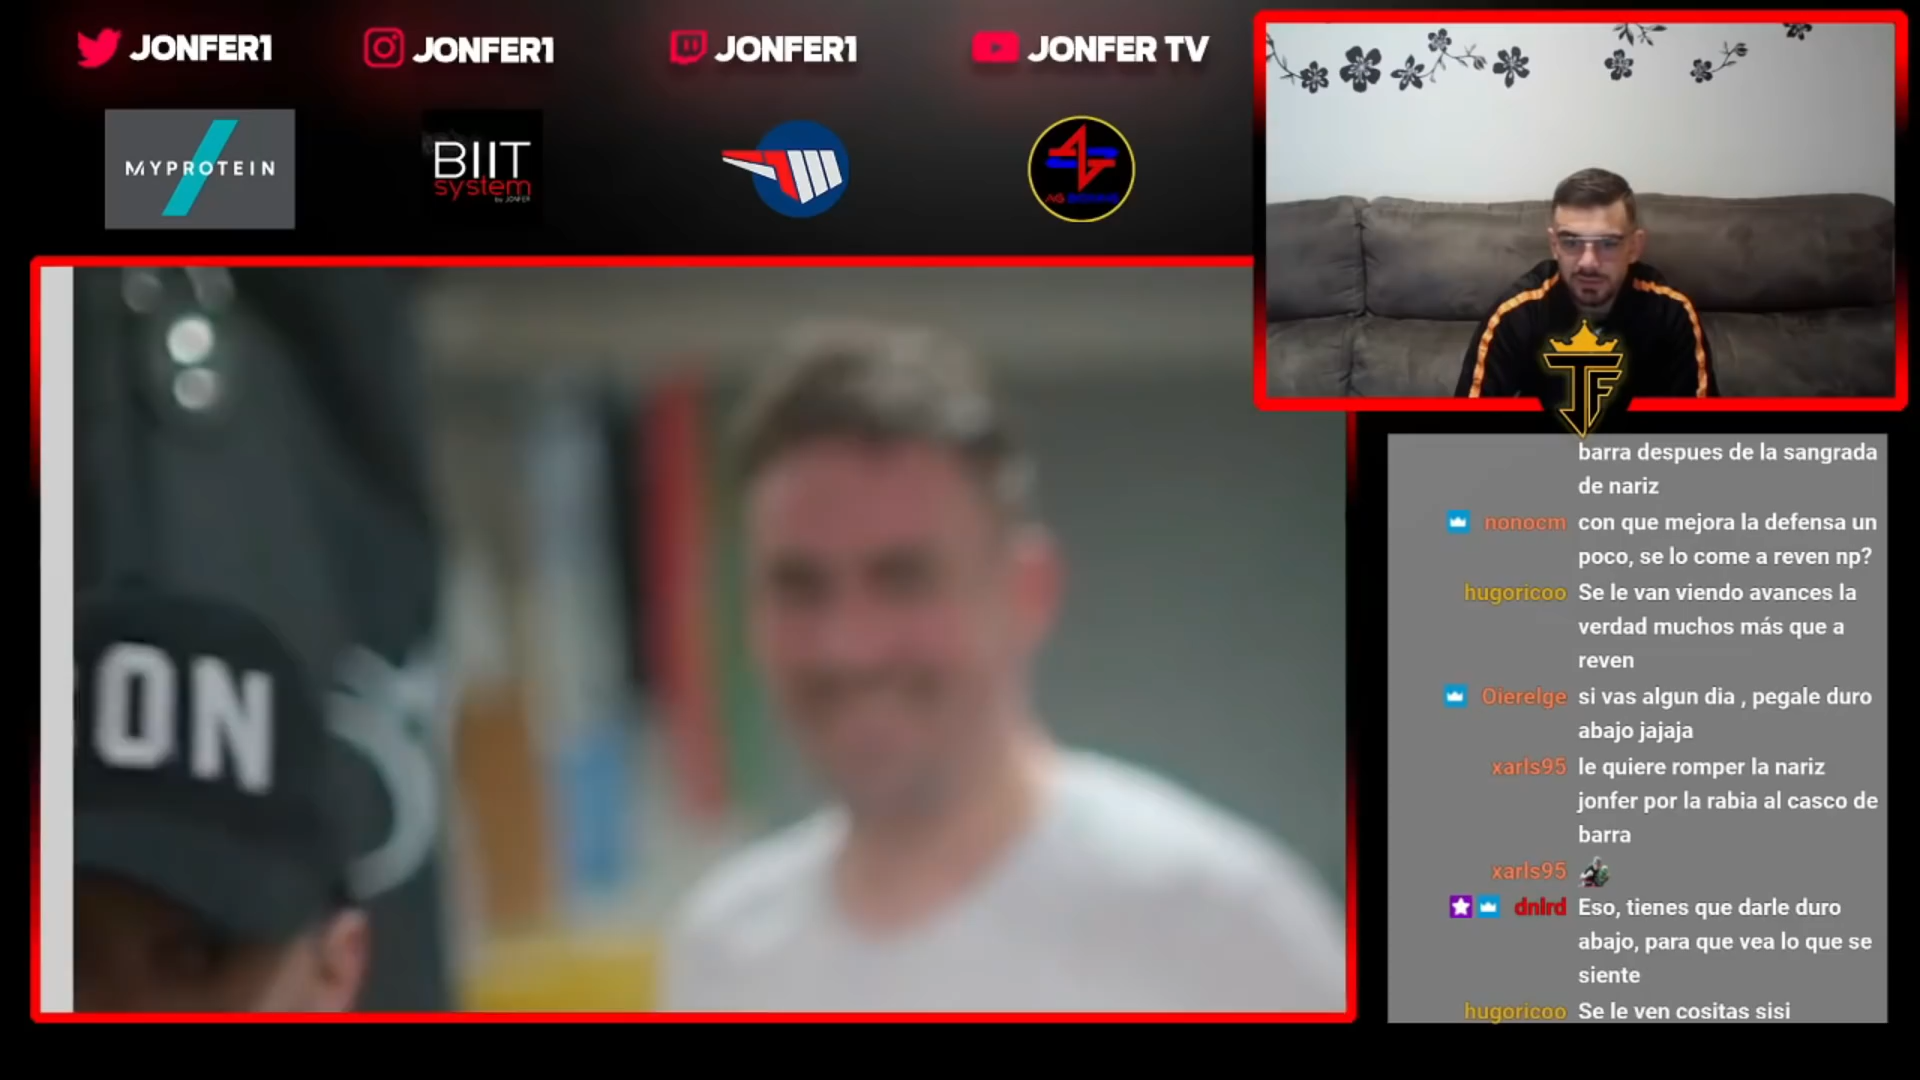 JONFER1
JONFER1
JONFER1
JONFER TV
MYPROTEIN
BIIT
system
by JONFER
ON
JF
barra despues de la sangrada
de nariz
nonocm con que mejora la defensa un
poco, se lo come a reven np?
hugoricoo Se le van viendo avances la
verdad muchos más que a
reven
Oierelge si vas algun dia , pegale duro
abajo jajaja
xarls95 le quiere romper la nariz
jonfer por la rabia al casco de
barra
xarls95
dnlrd Eso, tienes que darle duro
abajo, para que vea lo que se
siente
hugoricoo Se le ven cositas sisi